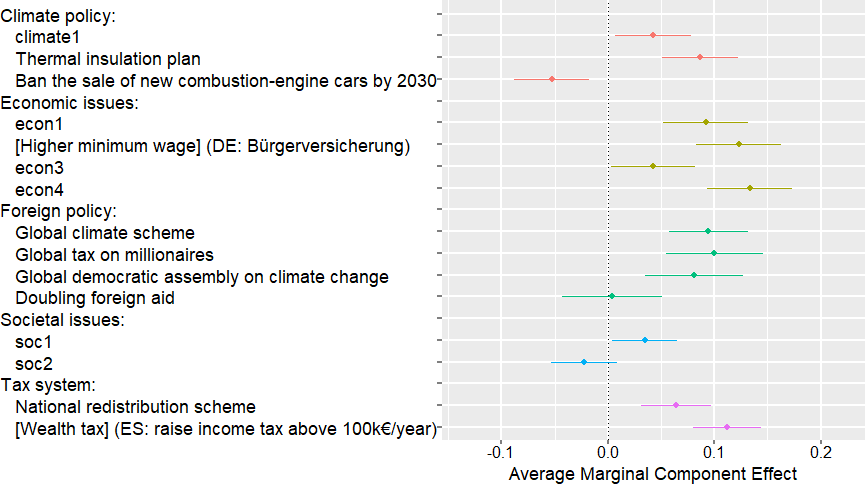 Climate policy:
climate1
Thermal insulation plan
Ban the sale of new combustion-engine cars by 2030
Economic issues:
econ1
[Higher minimum wage] (DE: Bürgerversicherung)
econ3
econ4
Foreign policy:
Global climate scheme
Global tax on millionaires
Global democratic assembly on climate change
Doubling foreign aid
Societal issues:
soc1
soc2
Tax system:
National redistribution scheme
[Wealth tax] (ES: raise income tax above 100k€/year)
-0.1 0.0 0.1 0.2
Average Marginal Component Effect